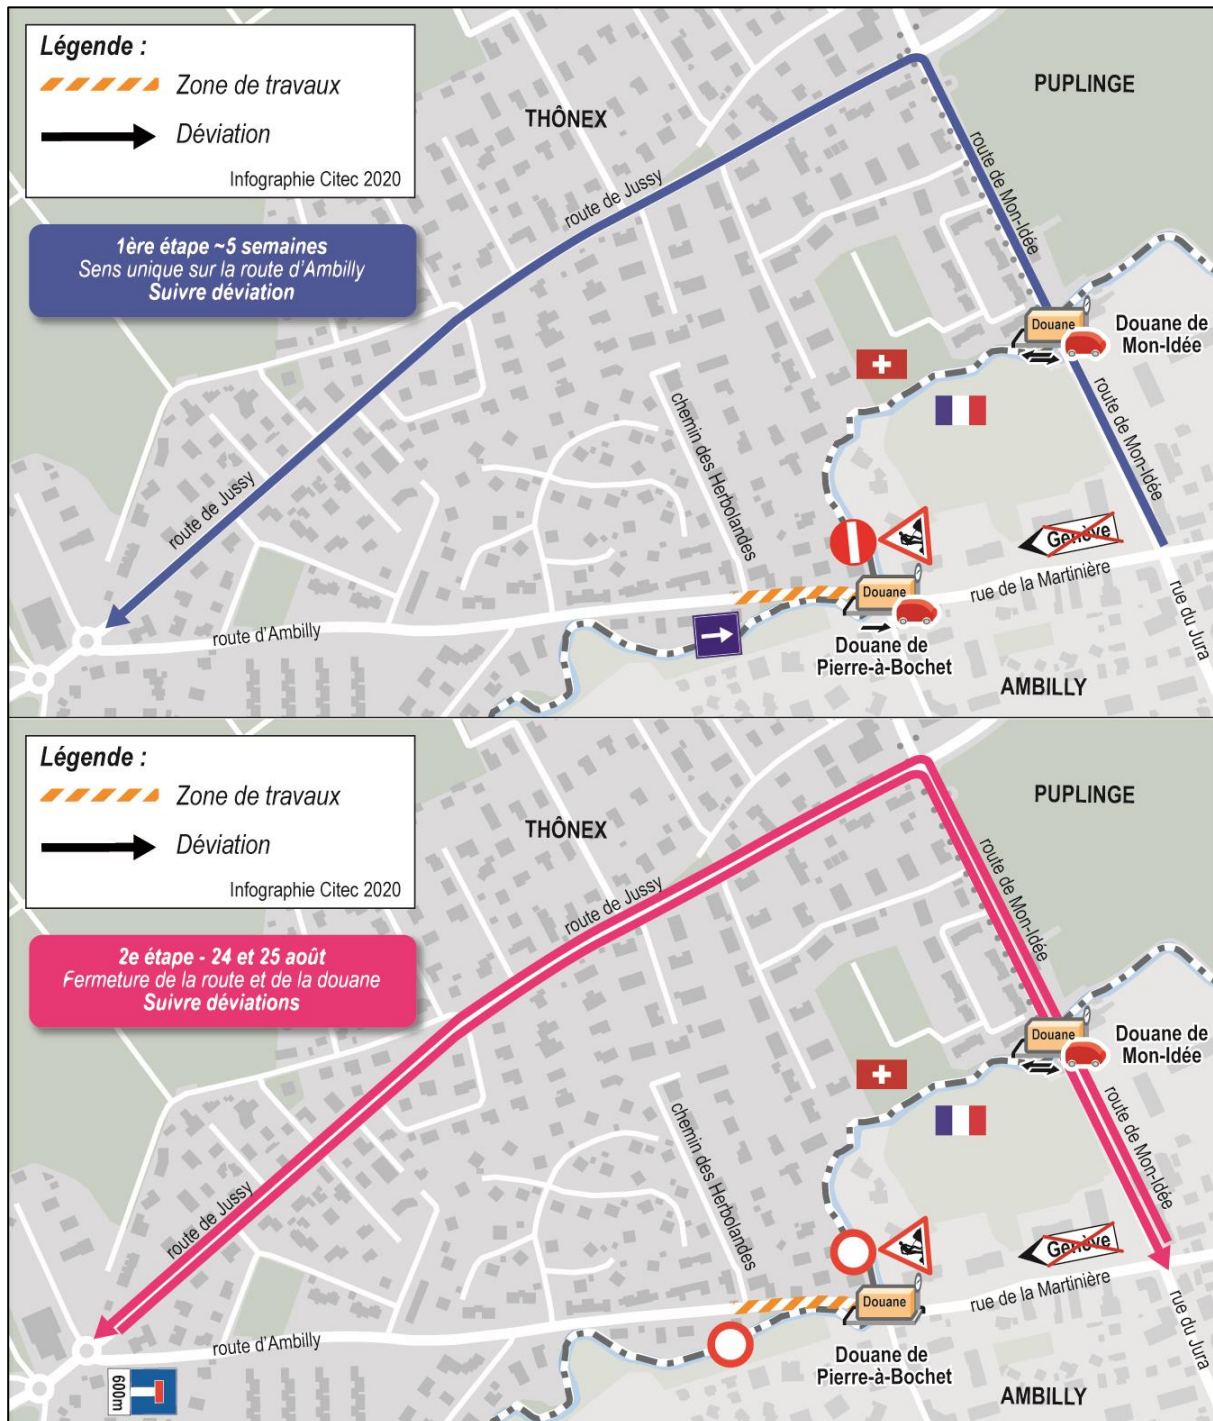 Légende :
Zone de travaux
Déviation
Infographie Citec 2020
1ère étape ~5 semaines
Sens unique sur la route d'Ambilly
Suivre déviation
THÔNEX
PUPLINGE
route de Jussy
route de Mon-Idée
Douane
Douane de
Mon-Idée
route de Mon-Idée
chemin des Herbolandes
route de Jussy
Genève
Douane
rue de la Martinière
route d'Ambilly
Douane de
Pierre-à-Bochet
rue du Jura
AMBILLY
Légende :
Zone de travaux
Déviation
Infographie Citec 2020
2e étape - 24 et 25 août
Fermeture de la route et de la douane
Suivre déviations
THÔNEX
PUPLINGE
route de Jussy
route de Mon-Idée
Douane
Douane de
Mon-Idée
route de Mon-Idée
chemin des Herbolandes
route de Jussy
Genève
Douane
rue de la Martinière
route d'Ambilly
Douane de
Pierre-à-Bochet
rue du Jura
AMBILLY
600m